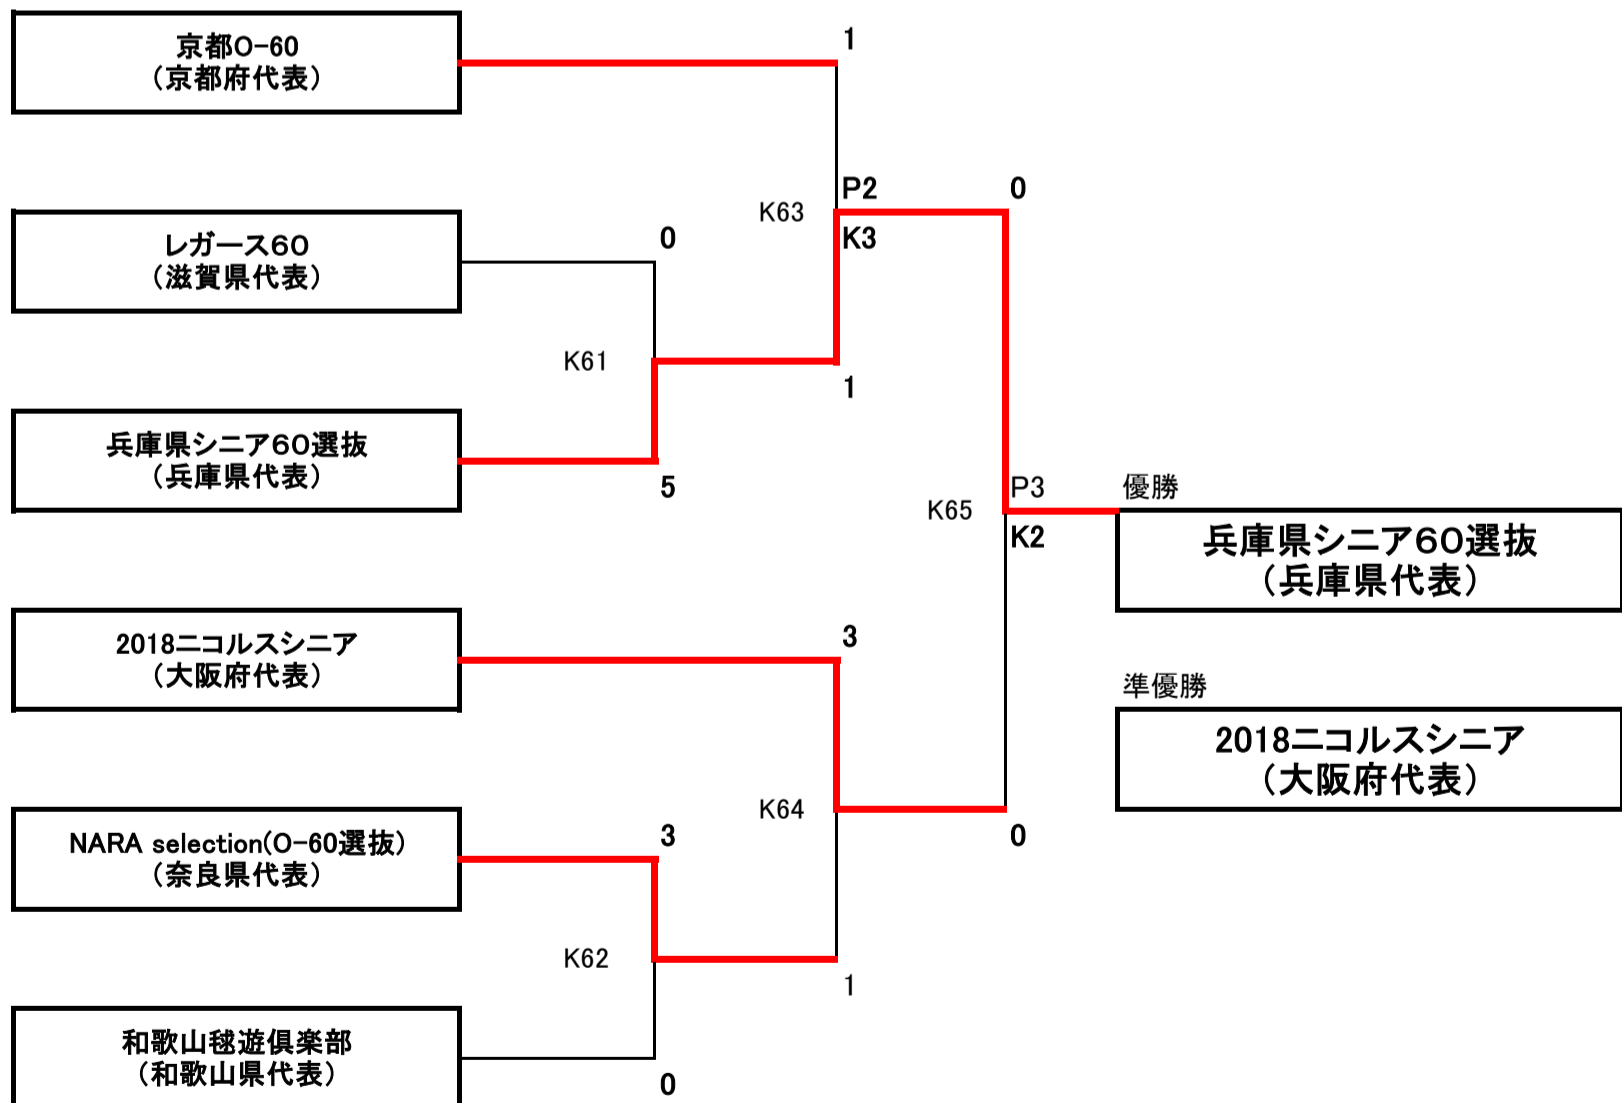 京都O-60
（京都府代表）
1
P2
K63
K3
0
レガース60
（滋賀県代表）
0
K61
1
兵庫県シニア60選抜
（兵庫県代表）
5
P3
K65
K2
優勝
兵庫県シニア60選抜
（兵庫県代表）
2018ニコルスシニア
（大阪府代表）
3
準優勝
2018ニコルスシニア
（大阪府代表）
K64
0
NARA selection(O-60選抜)
（奈良県代表）
3
K62
1
和歌山毬遊倶楽部
（和歌山県代表）
0